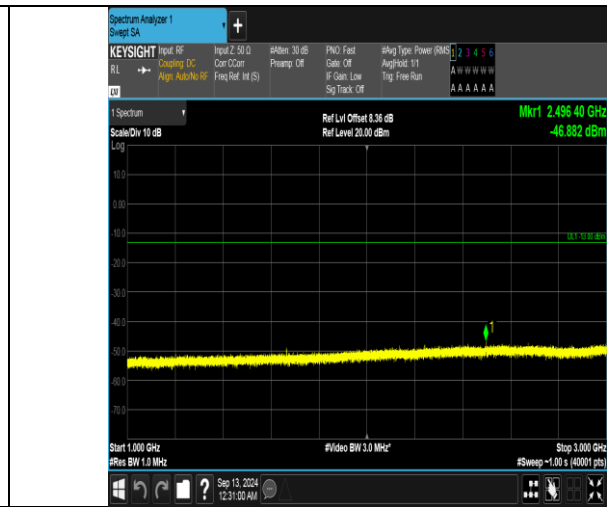 Spectrum Analyzer 1
Swept SA
+
KEYSIGHT Input: RF Input Z: 50 Ω #Atten: 30 dB PNO: Fast #Avg Type: Power (RMS 1 2 3 4 5 6
RL Coupling: DC Corr CCorr Preamp: Off Gate: Off Avg|Hold: 1/1 A W W W W W
Align: Auto/No RF Freq Ref: Int (S) IF Gain: Low Trig: Free Run
Sig Track: Off A A A A A A
LXI
1 Spectrum Ref Lvl Offset 8.36 dB Mkr1 2.496 40 GHz
Scale/Div 10 dB Ref Level 20.00 dBm -46.882 dBm
Log
10.0
0.00
-10.0
DL1 -13.00 dBm
-20.0
-30.0
-40.0
1
-50.0
-60.0
-70.0
Start 1.000 GHz #Video BW 3.0 MHz* Stop 3.000 GHz
#Res BW 1.0 MHz #Sweep ~1.00 s (40001 pts)
? Sep 13, 2024
12:31:00 AM